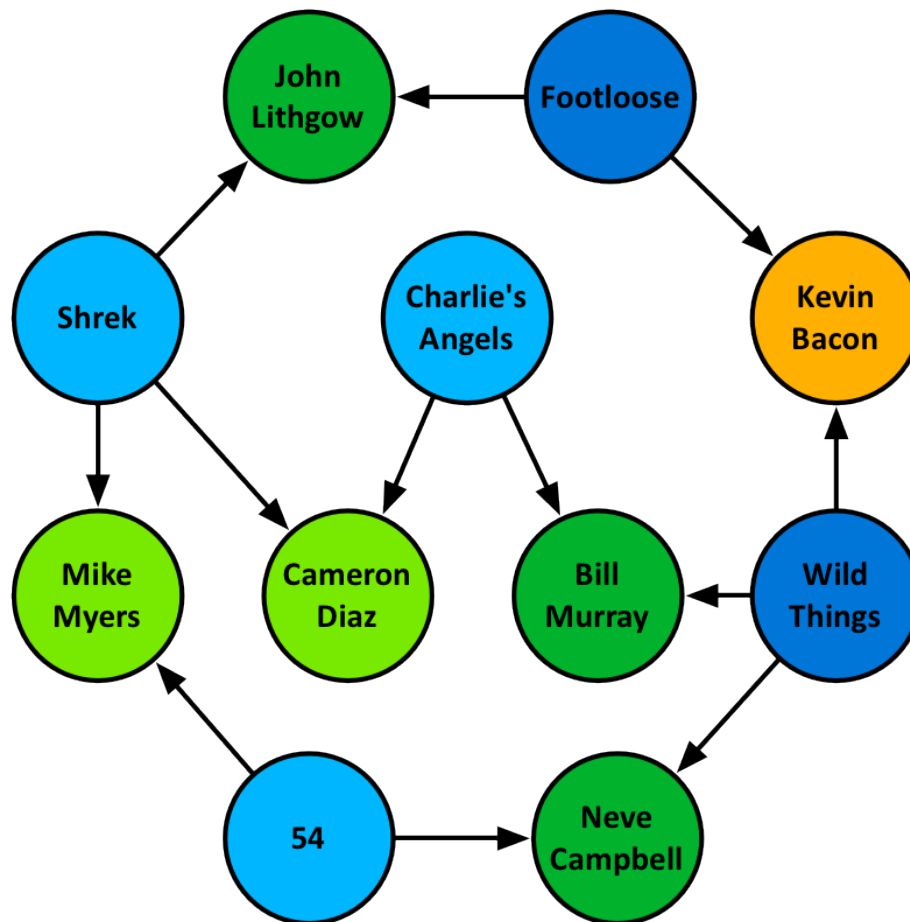 John
Lithgow
Footloose
Shrek
Charlie's
Angels
Kevin
Bacon
Mike
Myers
Cameron
Diaz
Bill
Murray
Wild
Things
54
Neve
Campbell